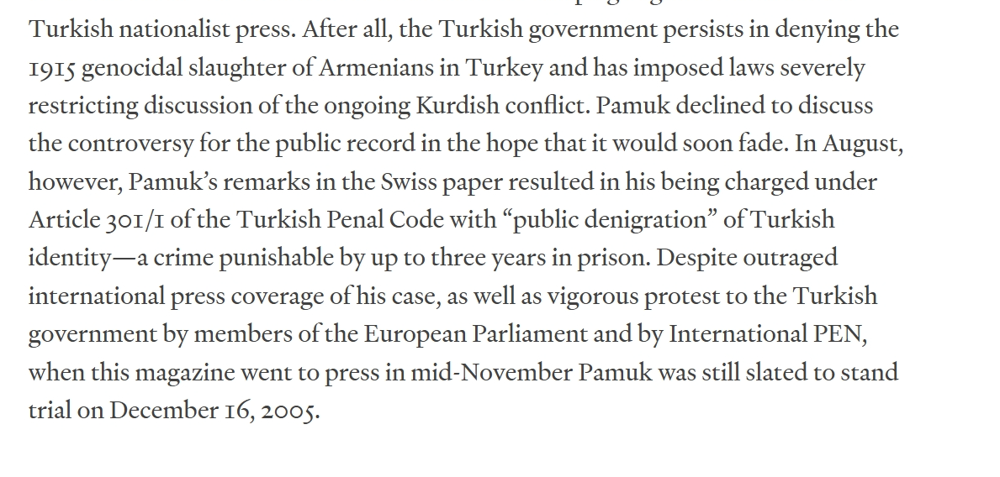 Turkish nationalist press. After all, the Turkish government persists in denying the
1915 genocidal slaughter of Armenians in Turkey and has imposed laws severely
restricting discussion of the ongoing Kurdish conflict. Pamuk declined to discuss
the controversy for the public record in the hope that it would soon fade. In August,
however, Pamuk’s remarks in the Swiss paper resulted in his being charged under
Article 301/1 of the Turkish Penal Code with “public denigration” of Turkish
identity—a crime punishable by up to three years in prison. Despite outraged
international press coverage of his case, as well as vigorous protest to the Turkish
government by members of the European Parliament and by International PEN,
when this magazine went to press in mid-November Pamuk was still slated to stand
trial on December 16, 2005.